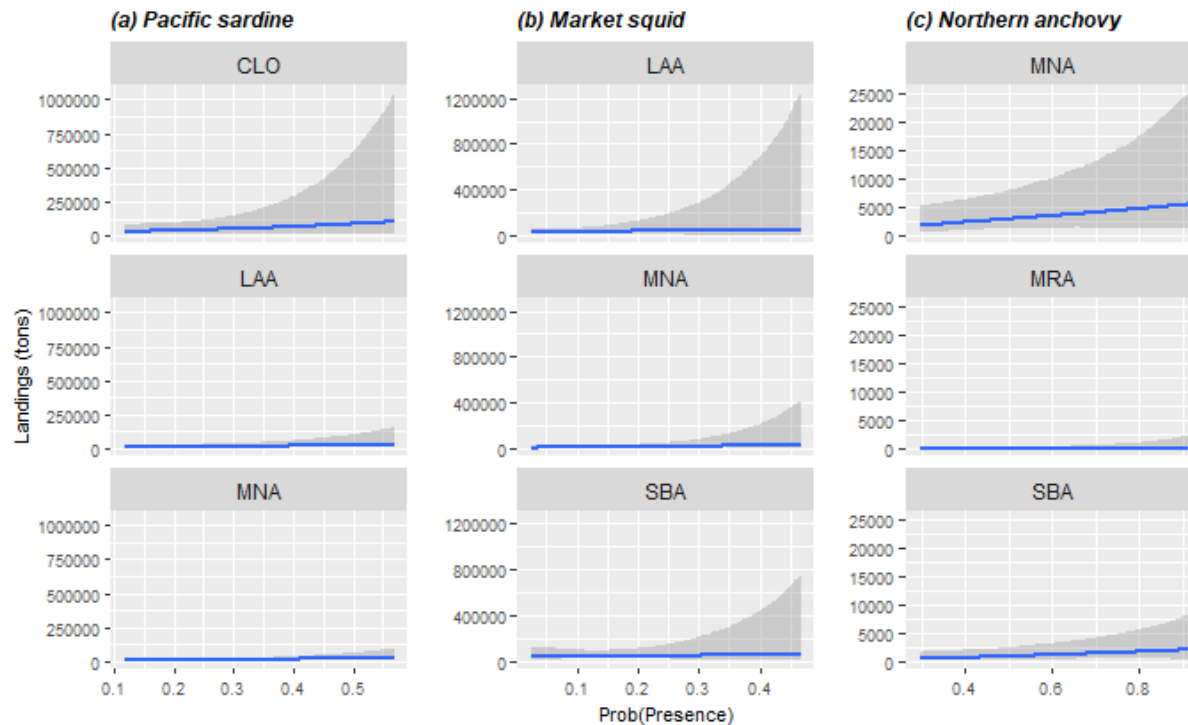 (a) Pacific sardine
(b) Market squid
(c) Northern anchovy
CLO
LAA
MNA
1000000
750000
500000
250000
0
1200000
800000
400000
0
25000
20000
15000
10000
5000
0
LAA
MNA
MRA
1000000
750000
500000
250000
0
1200000
800000
400000
0
25000
20000
15000
10000
5000
0
Landings (tons)
MNA
SBA
SBA
1000000
750000
500000
250000
0
1200000
800000
400000
0
25000
20000
15000
10000
5000
0
0.1 0.2 0.3 0.4 0.5
0.1 0.2 0.3 0.4
0.4 0.6 0.8
Prob(Presence)